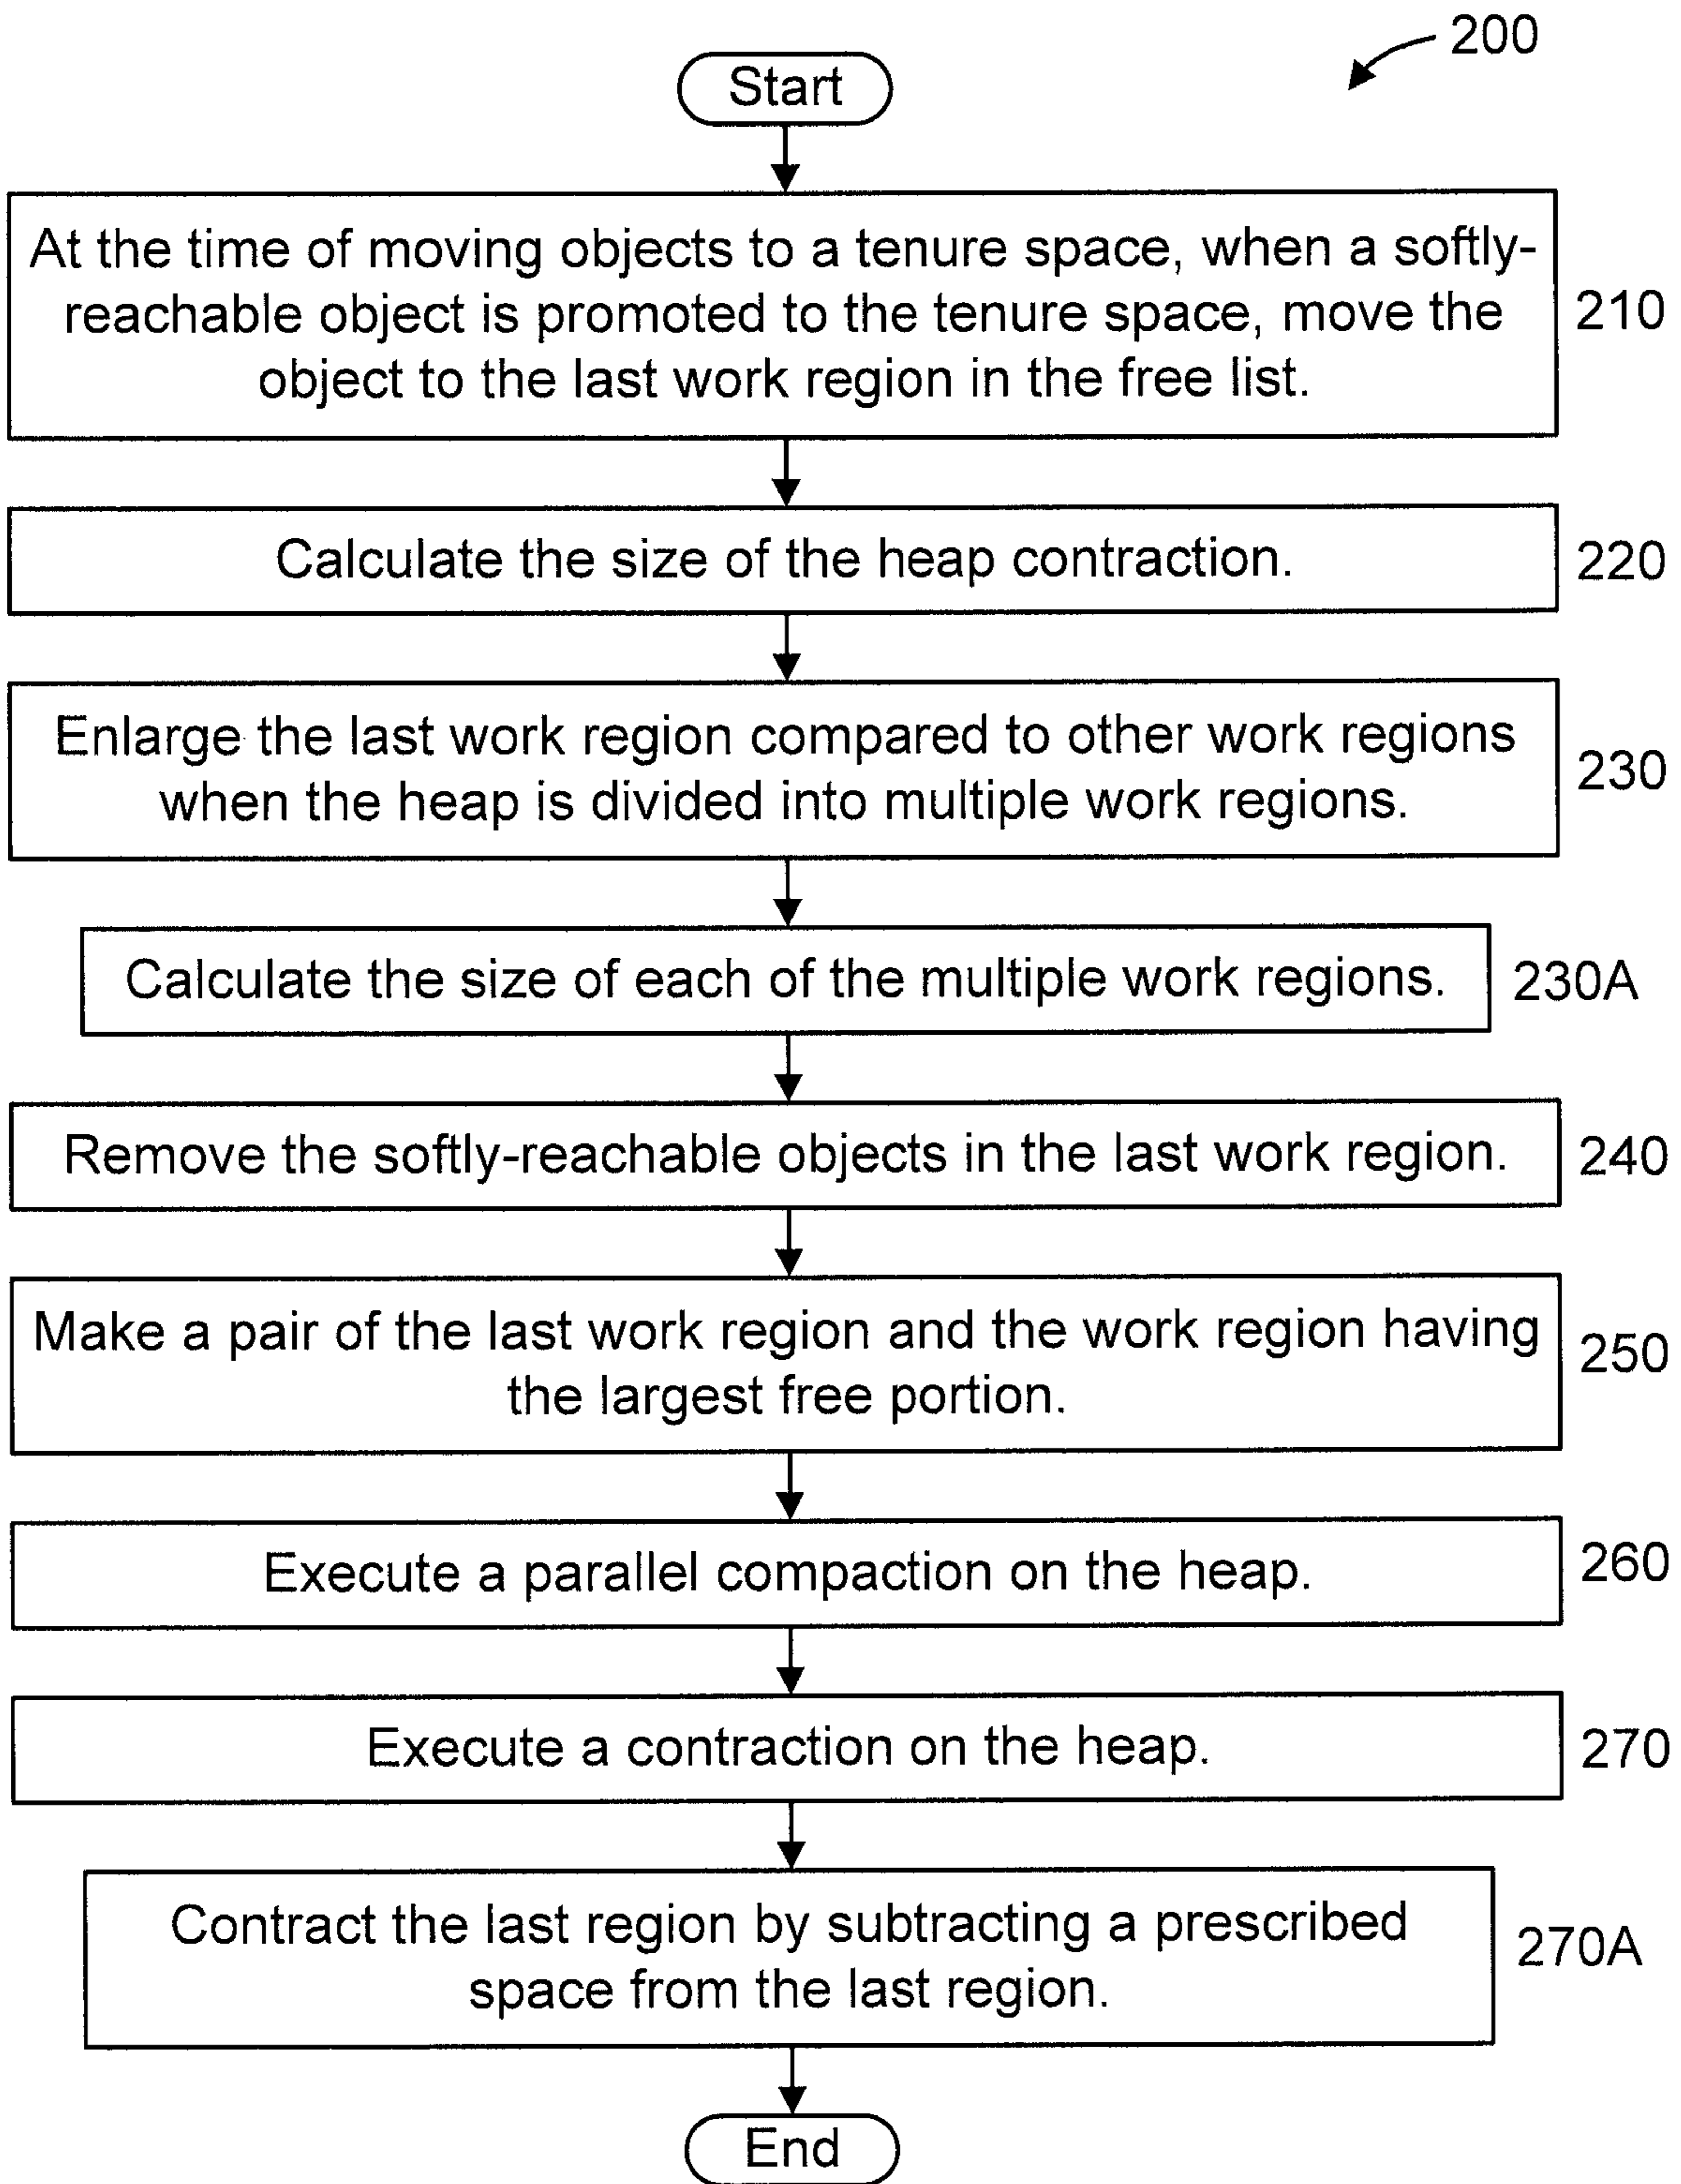 200
Start
At the time of moving objects to a tenure space, when a softly-
reachable object is promoted to the tenure space, move the
object to the last work region in the free list.
210
Calculate the size of the heap contraction.
220
Enlarge the last work region compared to other work regions
when the heap is divided into multiple work regions.
230
Calculate the size of each of the multiple work regions.
230A
Remove the softly-reachable objects in the last work region.
240
Make a pair of the last work region and the work region having
the largest free portion.
250
Execute a parallel compaction on the heap.
260
Execute a contraction on the heap.
270
Contract the last region by subtracting a prescribed
space from the last region.
270A
End